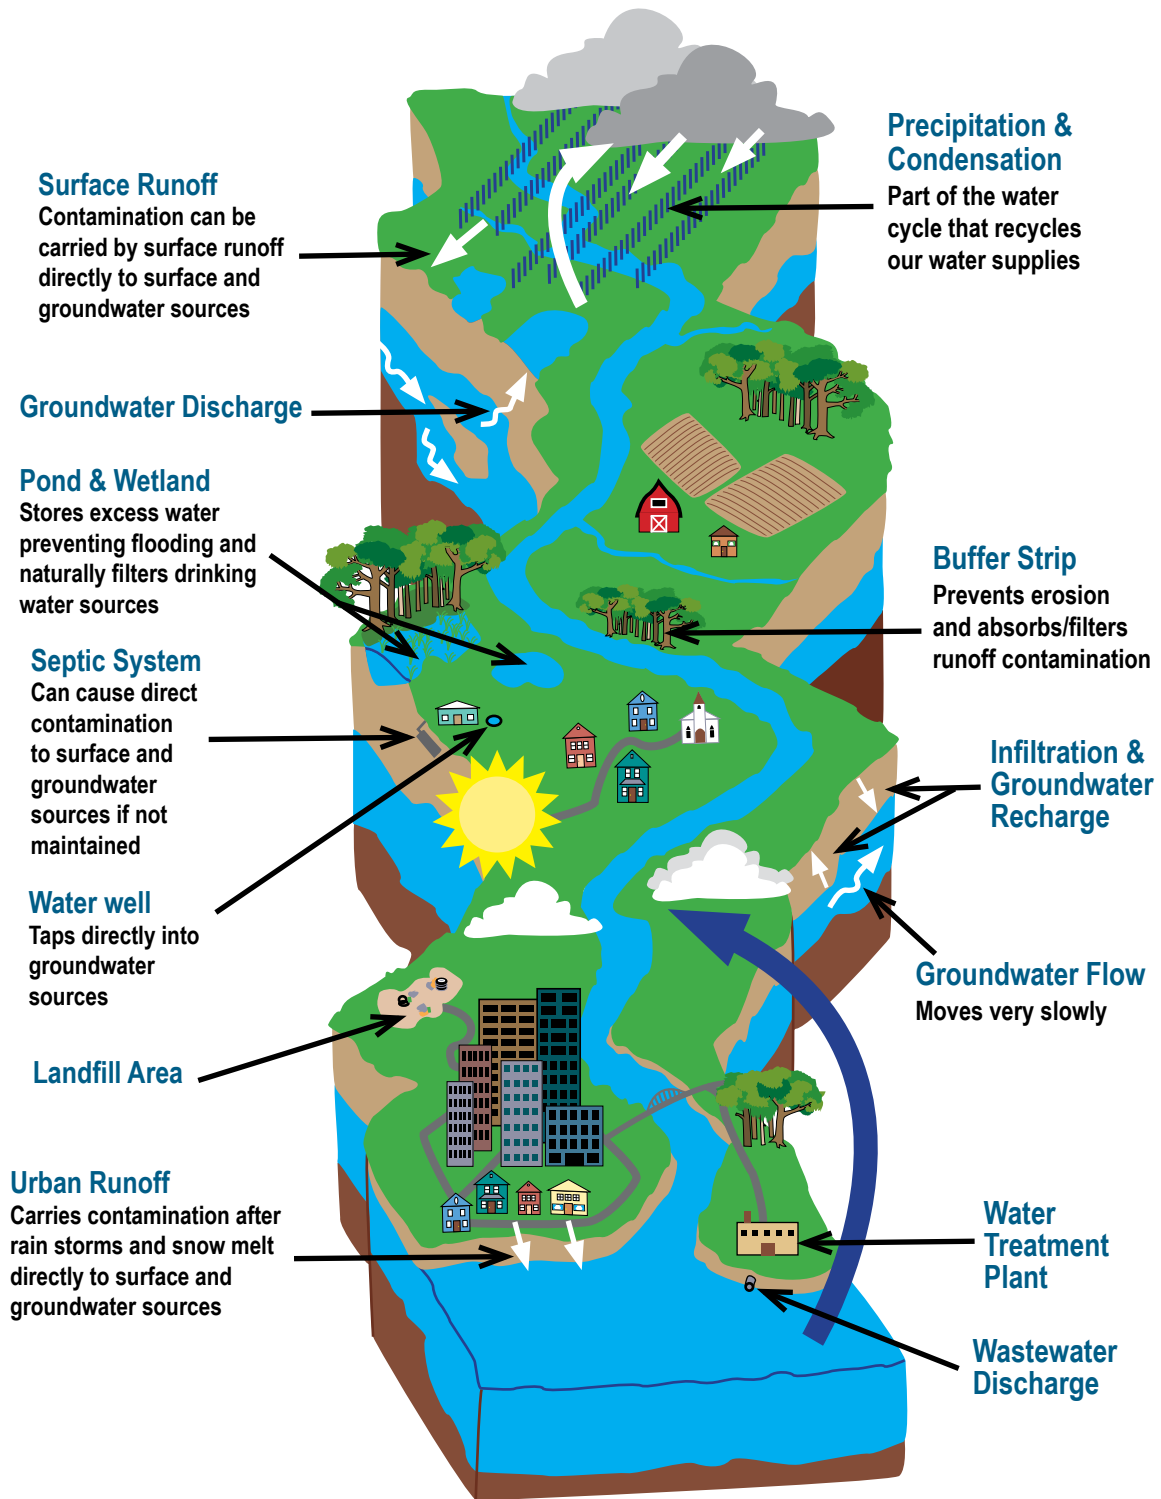 Surface Runoff
Contamination can be
carried by surface runoff
directly to surface and
groundwater sources
Precipitation &
Condensation
Part of the water
cycle that recycles
our water supplies
Groundwater Discharge
Pond & Wetland
Stores excess water
preventing flooding and
naturally filters drinking
water sources
Buffer Strip
Prevents erosion
and absorbs/filters
runoff contamination
Septic System
Can cause direct
contamination
to surface and
groundwater
sources if not
maintained
Infiltration &
Groundwater
Recharge
Water well
Taps directly into
groundwater
sources
Groundwater Flow
Moves very slowly
Landfill Area
Urban Runoff
Carries contamination after
rain storms and snow melt
directly to surface and
groundwater sources
Water
Treatment
Plant
Wastewater
Discharge